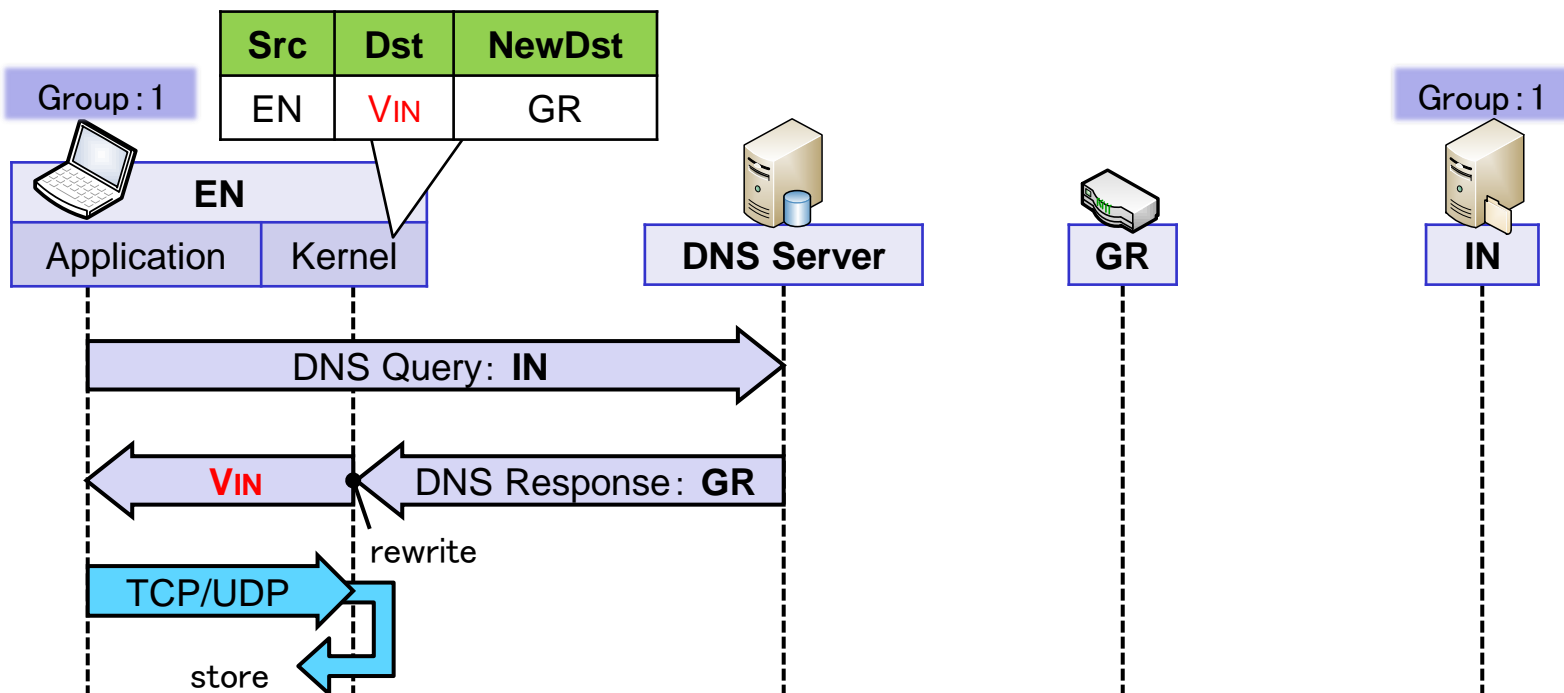 Src Dst NewDst
EN VIN GR
Group:1
Group:1
EN
Application Kernel
DNS Server
GR
IN
DNS Query: IN
VIN
DNS Response: GR
rewrite
TCP/UDP
store